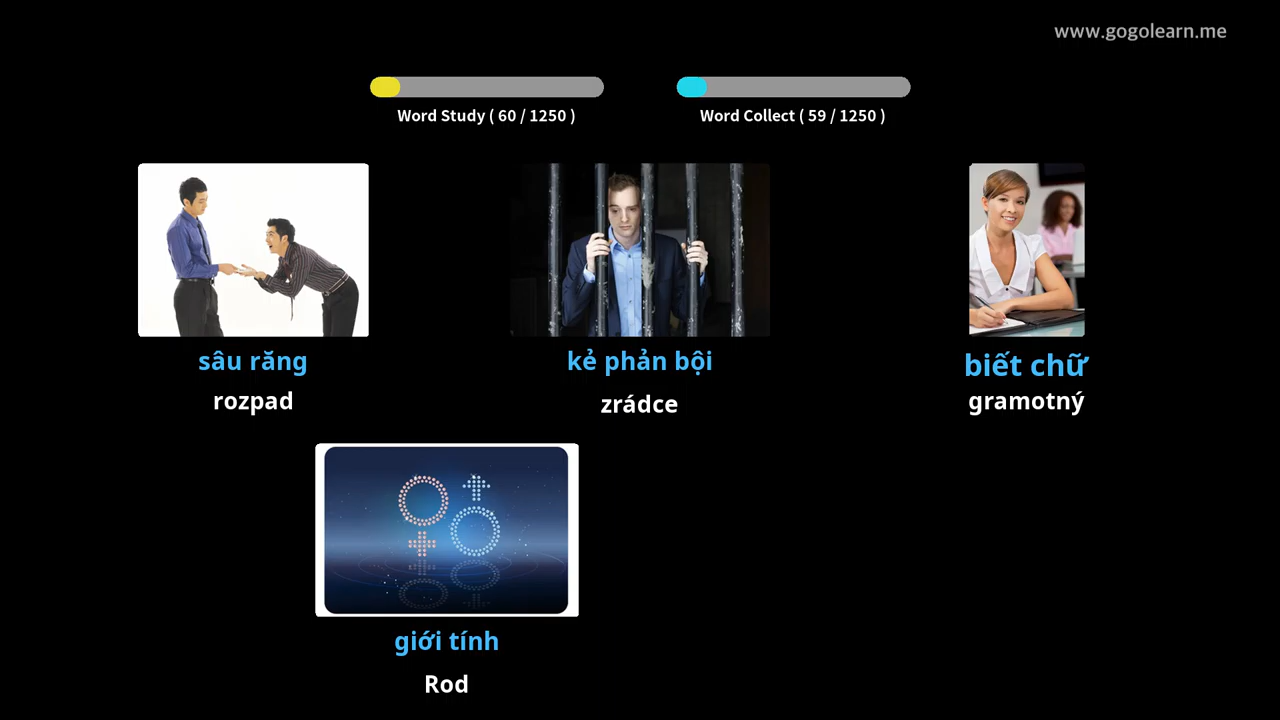 www.gogolearn.me
Word Study ( 60 / 1250 )
Word Collect ( 59 / 1250 )
sâu răng
rozpad
kẻ phản bội
zrádce
biết chữ
gramotný
giới tính
Rod